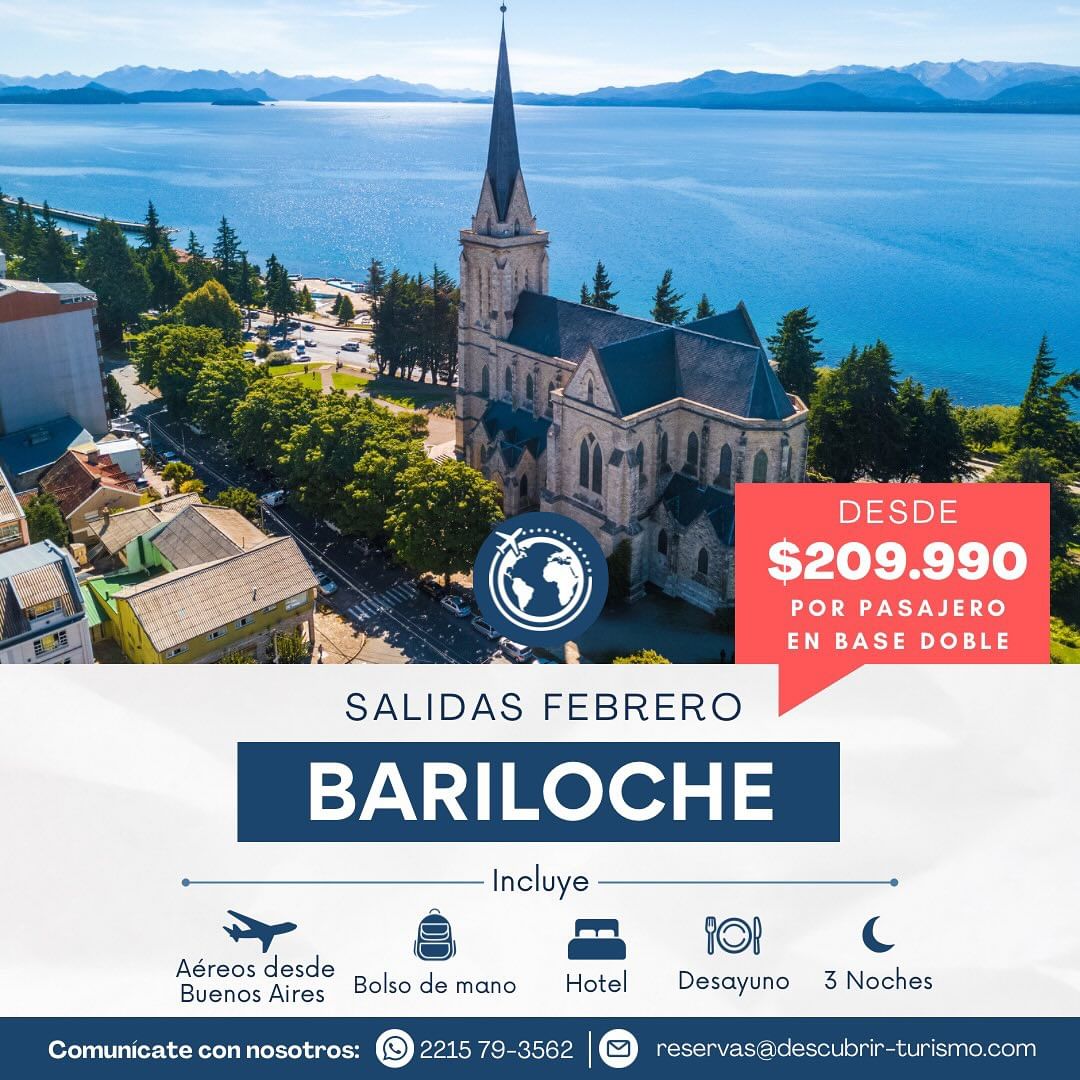 DESDE
$209.990
POR PASAJERO
EN BASE DOBLE
SALIDAS FEBRERO
BARILOCHE
Incluye
Aéreos desde
Buenos Aires
Bolso de mano
Hotel
Desayuno
3 Noches
Comunícate con nosotros: 2215 79-3562 reservas@descubrir-turismo.com